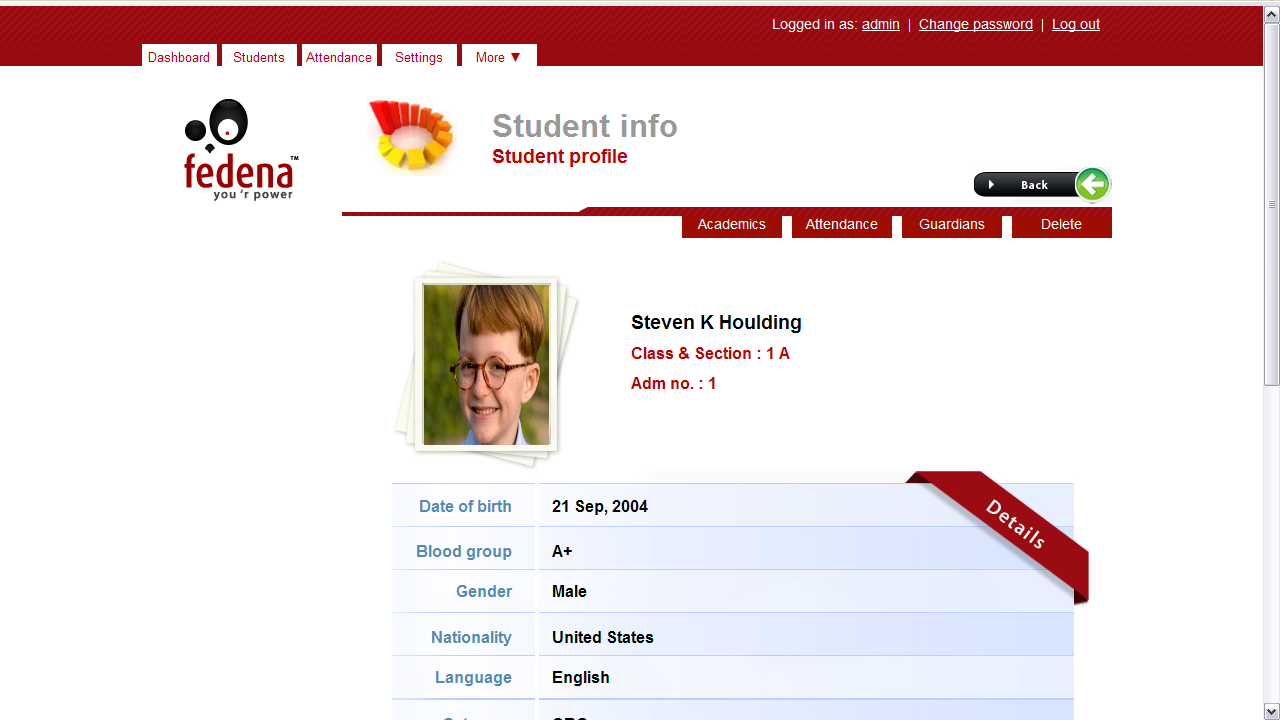 Logged in as: admin | Change password | Log out
Dashboard Students Attendance Settings More ▼
fedena™
you 'r power
Student info
Student profile
Back
Academics Attendance Guardians Delete
Steven K Houlding
Class & Section : 1 A
Adm no. : 1
Details
Date of birth 21 Sep, 2004
Blood group A+
Gender Male
Nationality United States
Language English